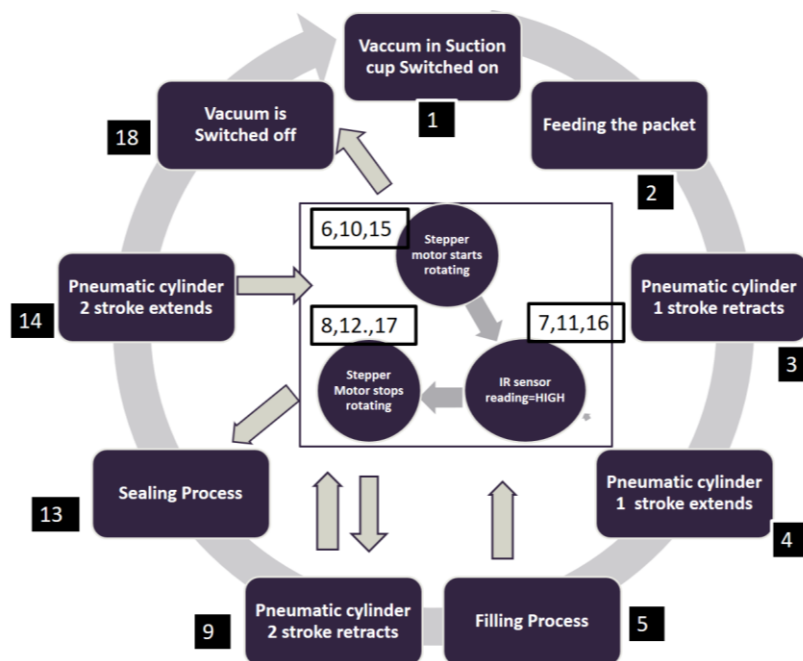 Vaccum in Suction
cup Switched on
1
Feeding the packet
2
Pneumatic cylinder
1 stroke retracts
3
Pneumatic cylinder
1 stroke extends
4
Filling Process
5
Pneumatic cylinder
2 stroke retracts
9
Sealing Process
13
Pneumatic cylinder
2 stroke extends
14
Vacuum is
Switched off
18
6,10,15
Stepper
motor starts
rotating
7,11,16
IR sensor
reading=HIGH
8,12.,17
Stepper
Motor stops
rotating